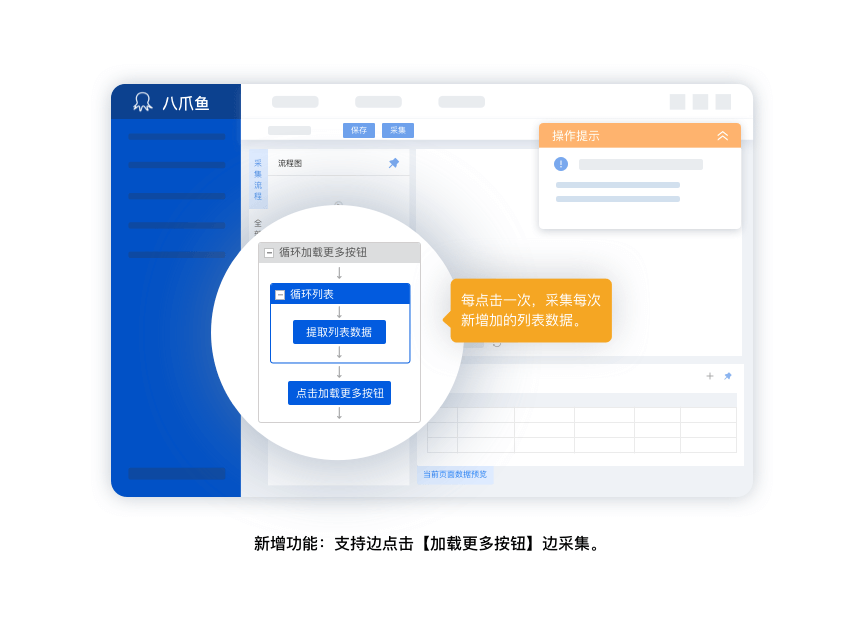 八爪鱼
保存
采集
操作提示
采集流程
流程图
全
循环加载更多按钮
循环列表
提取列表数据
点击加载更多按钮
每点击一次，采集每次
新增加的列表数据。
当前页面数据预览
新增功能：支持边点击【加载更多按钮】边采集。